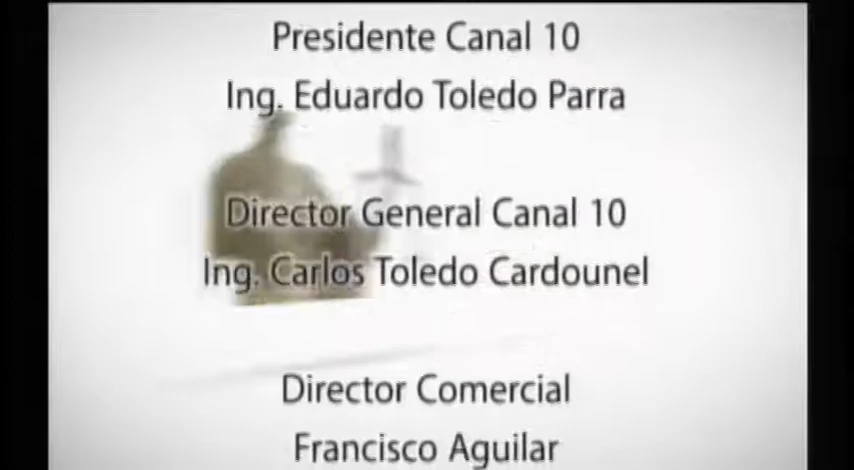 Presidente Canal 10
Ing. Eduardo Toledo Parra
Director General Canal 10
Ing. Carlos Toledo Cardounel
Director Comercial
Francisco Aguilar